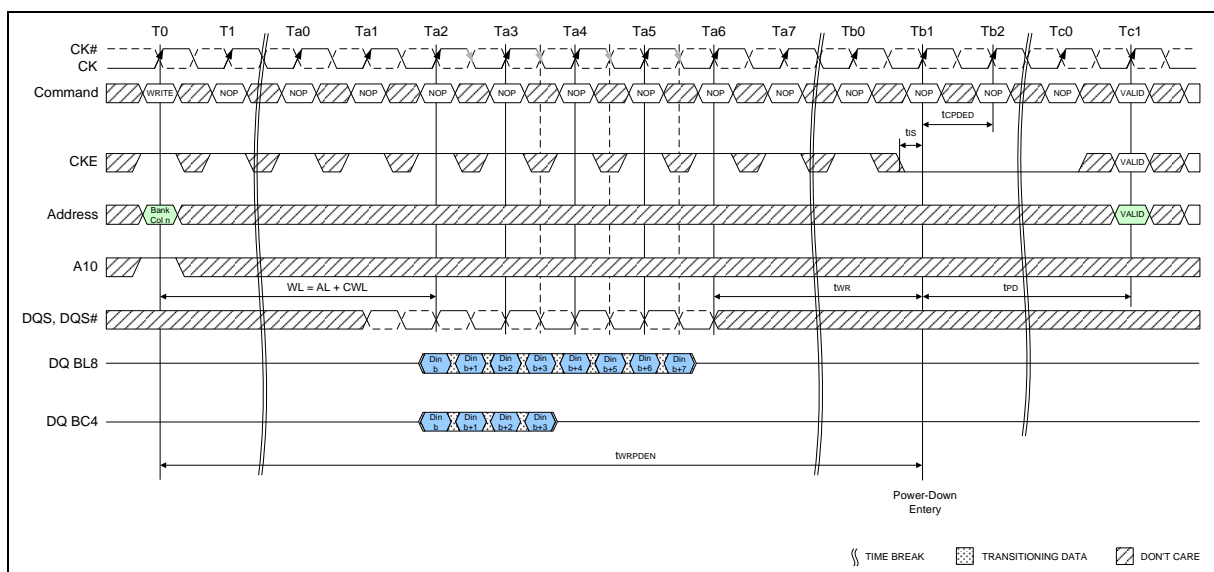 T0 T1 Ta0 Ta1 Ta2 Ta3 Ta4 Ta5 Ta6 Ta7 Tb0 Tb1 Tb2 Tc0 Tc1
CK#
CK
Command WRITE NOP NOP NOP NOP NOP NOP NOP NOP NOP NOP NOP NOP NOP VALID
tCPDED
tIS
CKE VALID
Address Bank Col n VALID
A10
WL = AL + CWL tWR tPD
DQS, DQS#
DQ BL8 Din b Din b+1 Din b+2 Din b+3 Din b+4 Din b+5 Din b+6 Din b+7
DQ BC4 Din b Din b+1 Din b+2 Din b+3
tWRPDEN
Power-Down
Entery
TIME BREAK TRANSITIONING DATA DON'T CARE